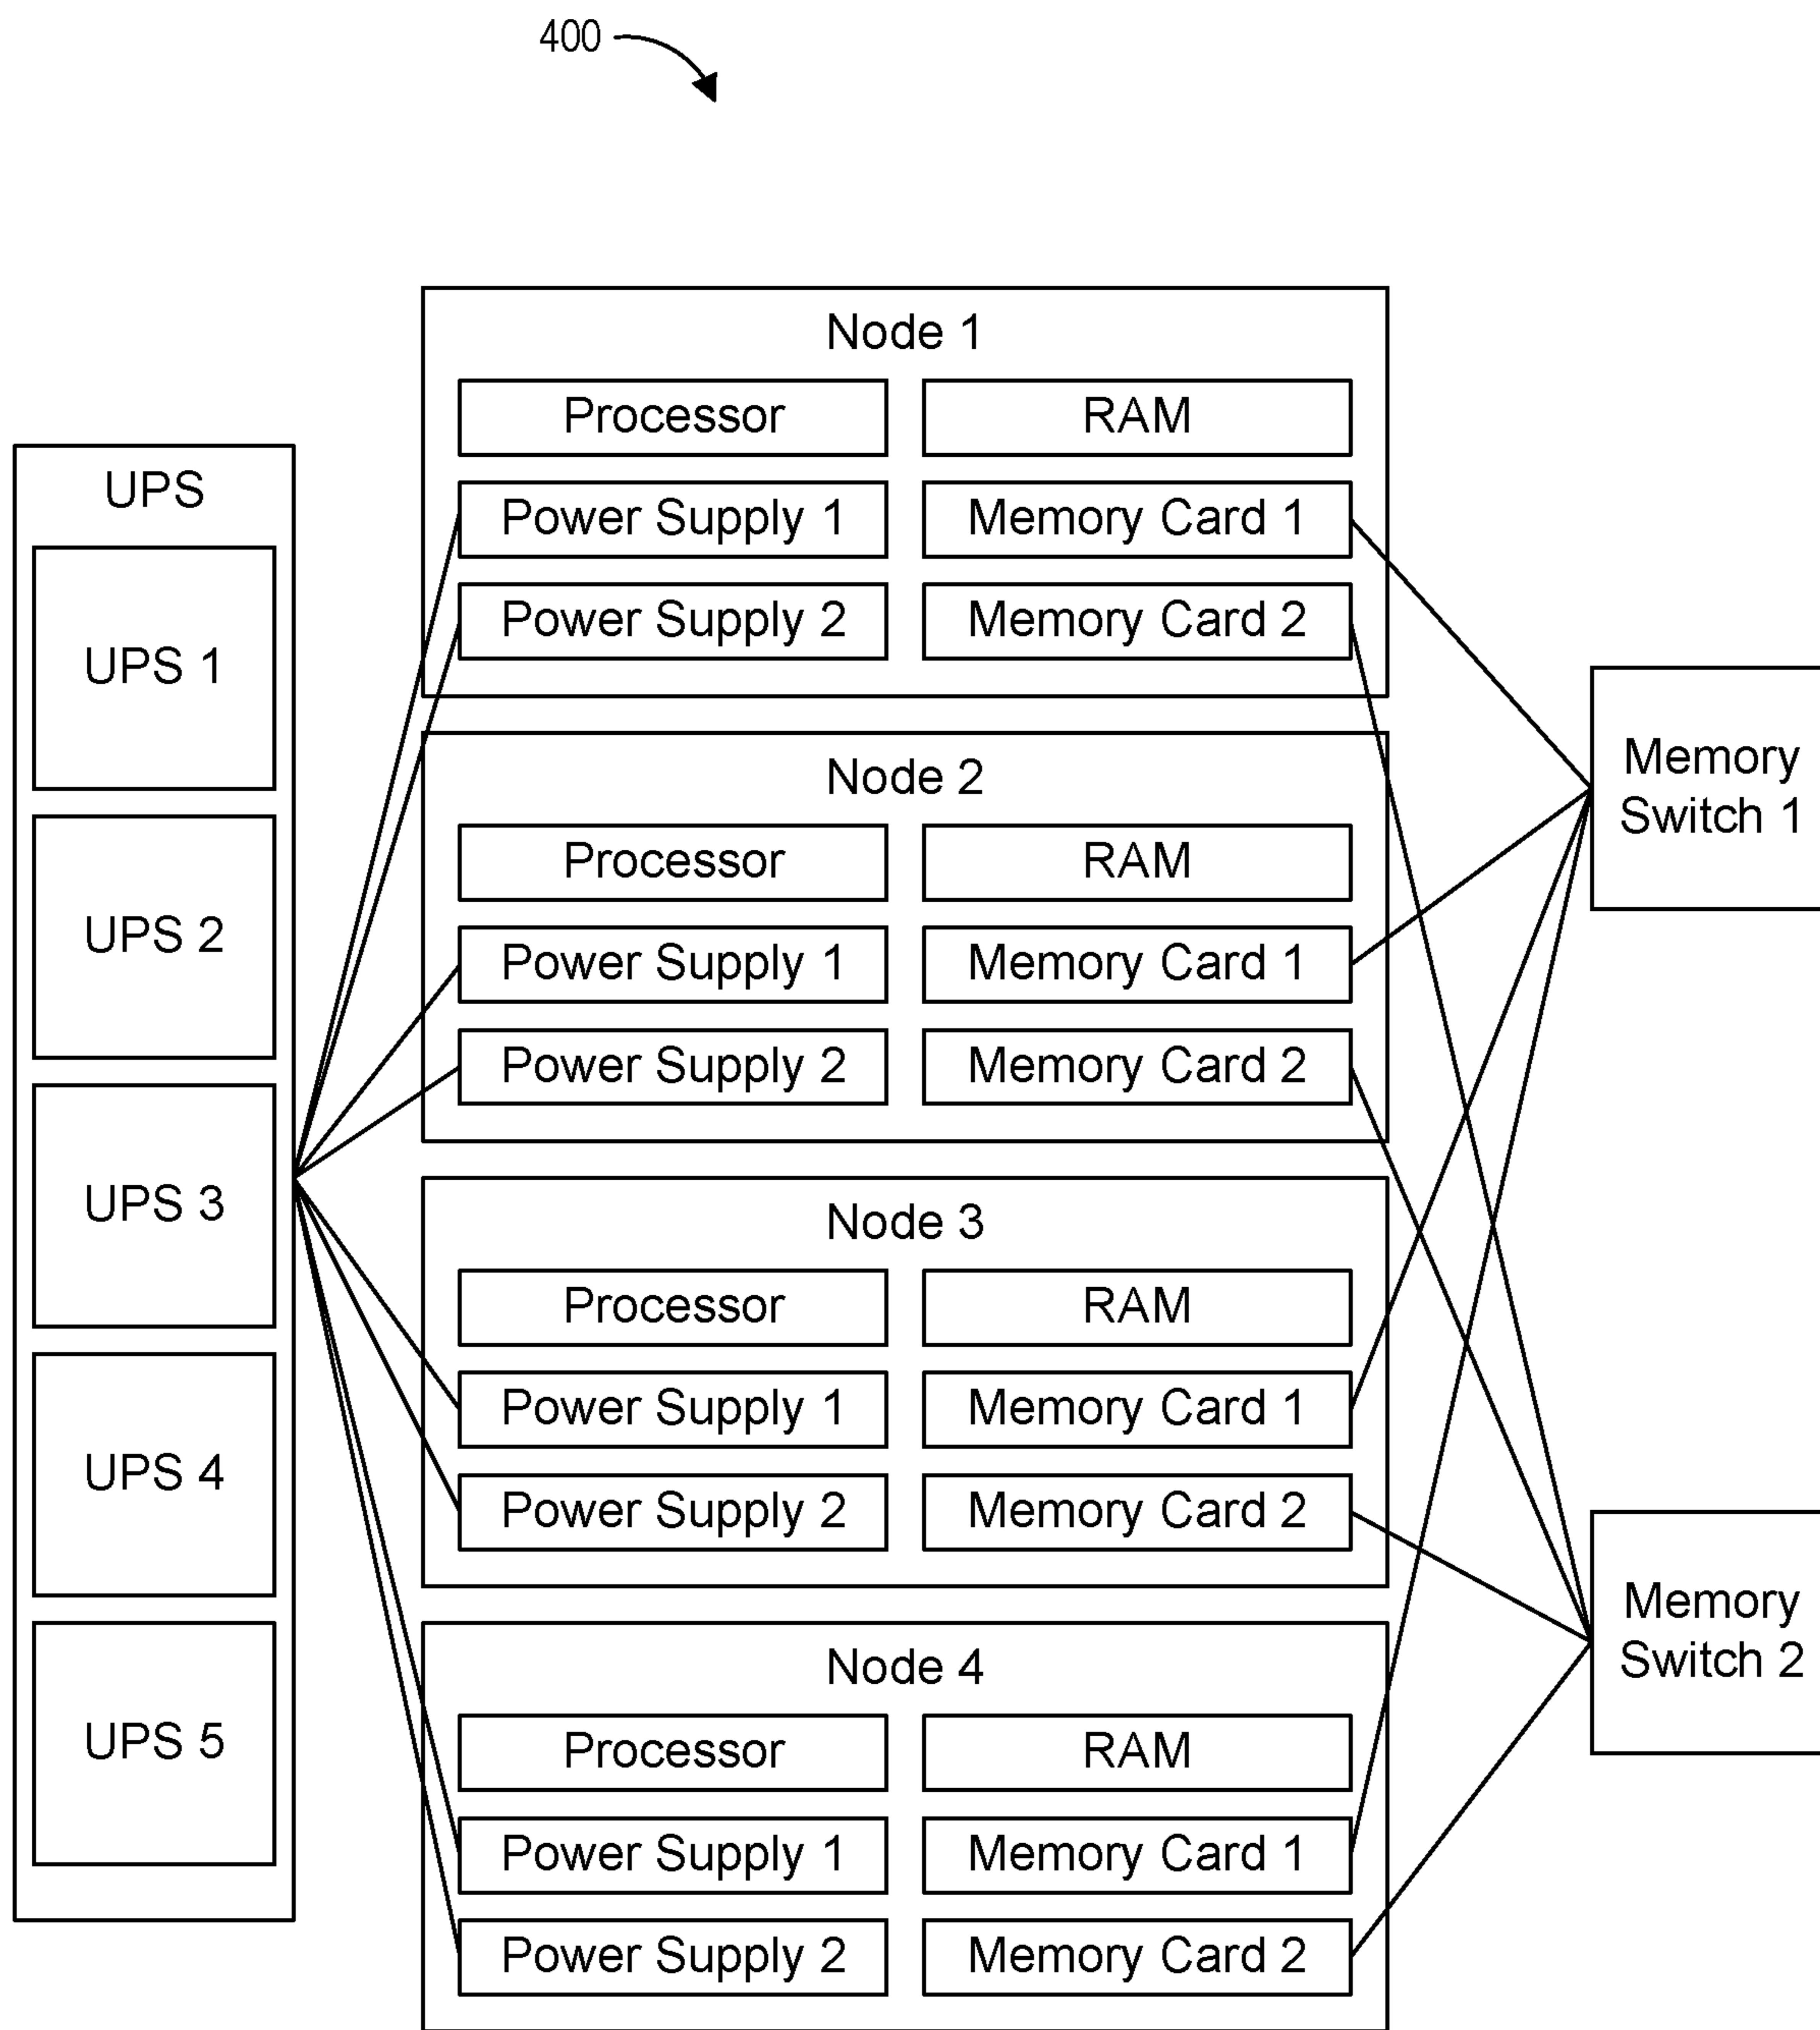 400
UPS
UPS 1
UPS 2
UPS 3
UPS 4
UPS 5
Node 1
Processor
RAM
Power Supply 1
Memory Card 1
Power Supply 2
Memory Card 2
Node 2
Processor
RAM
Power Supply 1
Memory Card 1
Power Supply 2
Memory Card 2
Node 3
Processor
RAM
Power Supply 1
Memory Card 1
Power Supply 2
Memory Card 2
Node 4
Processor
RAM
Power Supply 1
Memory Card 1
Power Supply 2
Memory Card 2
Memory
Switch 1
Memory
Switch 2